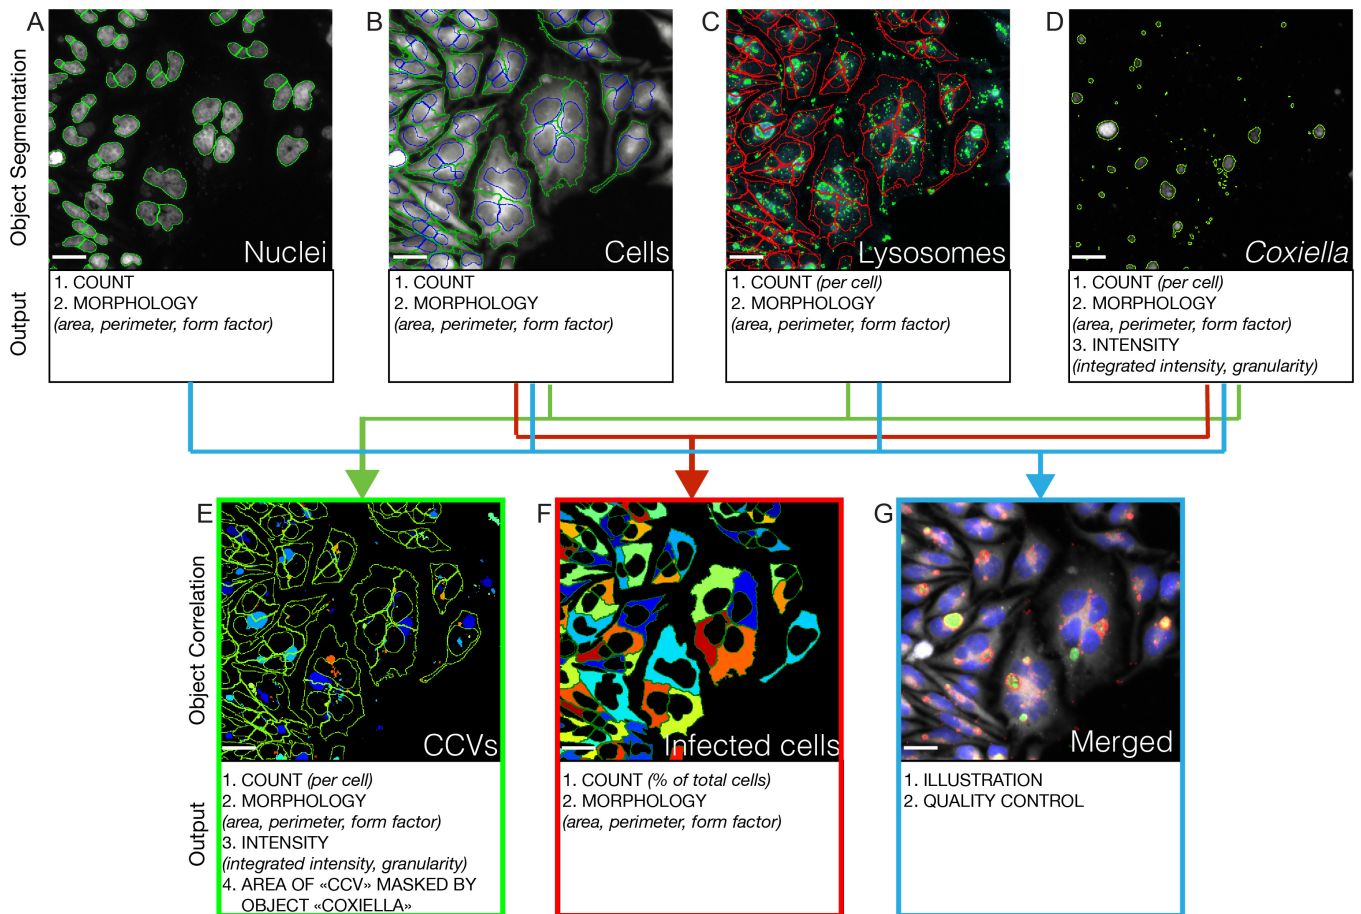 A
B
C
D
Object Segmentation
Nuclei
Cells
Lysosomes
Coxiella
Output
1. COUNT
2. MORPHOLOGY
(area, perimeter, form factor)
1. COUNT
2. MORPHOLOGY
(area, perimeter, form factor)
1. COUNT (per cell)
2. MORPHOLOGY
(area, perimeter, form factor)
1. COUNT (per cell)
2. MORPHOLOGY
(area, perimeter, form factor)
3. INTENSITY
(integrated intensity, granularity)
E
F
G
Object Correlation
CCVs
Infected cells
Merged
Output
1. COUNT (per cell)
2. MORPHOLOGY
(area, perimeter, form factor)
3. INTENSITY
(integrated intensity, granularity)
4. AREA OF «CCV» MASKED BY
OBJECT «COXIELLA»
1. COUNT (% of total cells)
2. MORPHOLOGY
(area, perimeter, form factor)
1. ILLUSTRATION
2. QUALITY CONTROL